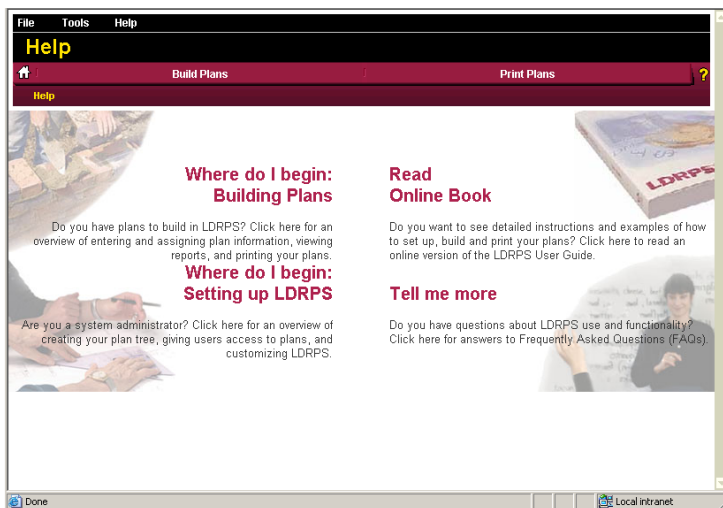 File Tools Help
Help
Build Plans Print Plans ?
Help
Where do I begin:
Building Plans
Do you have plans to build in LDRPS? Click here for an
overview of entering and assigning plan information, viewing
reports, and printing your plans.
Read
Online Book
Do you want to see detailed instructions and examples of how
to set up, build and print your plans? Click here to read an
online version of the LDRPS User Guide.
LDRPS
Where do I begin:
Setting up LDRPS
Are you a system administrator? Click here for an overview of
creating your plan tree, giving users access to plans, and
customizing LDRPS.
Tell me more
Do you have questions about LDRPS use and functionality?
Click here for answers to Frequently Asked Questions (FAQs).
Done Local intranet